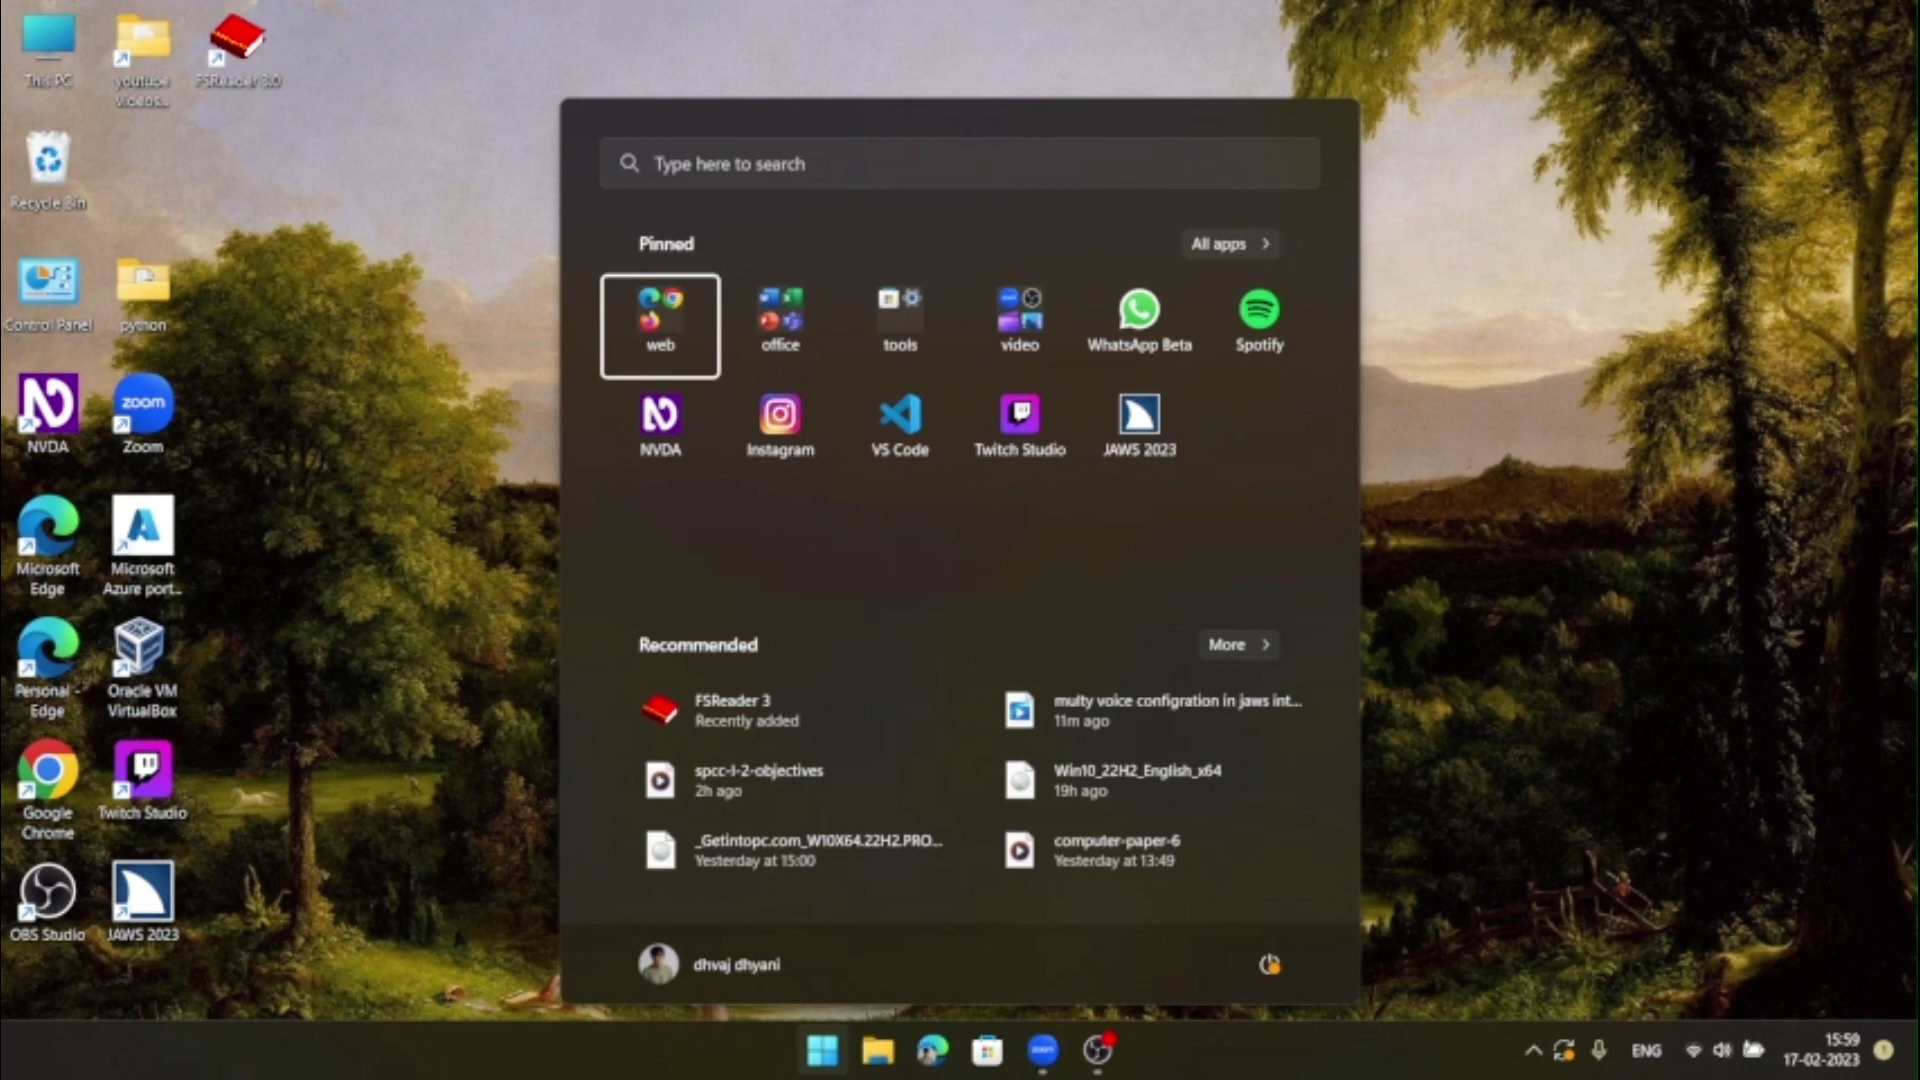 This PC
youtube
videos...
FSReader 3.0
Recycle Bin
Control Panel
python
NVDA
zoom
Zoom
Microsoft
Edge
Microsoft
Azure port...
Personal -
Edge
Oracle VM
VirtualBox
Google
Chrome
Twitch Studio
OBS Studio
JAWS 2023
Type here to search
Pinned
All apps
web
office
tools
video
WhatsApp Beta
Spotify
NVDA
Instagram
VS Code
Twitch Studio
JAWS 2023
Recommended
More
FSReader 3
Recently added
multy voice configration in jaws int...
11m ago
spcc-l-2-objectives
2h ago
Win10_22H2_English_x64
19h ago
_Getintopc.com_W10X64.22H2.PRO...
Yesterday at 15:00
computer-paper-6
Yesterday at 13:49
dhvaj dhyani
zoom
ENG
15:59
17-02-2023
1